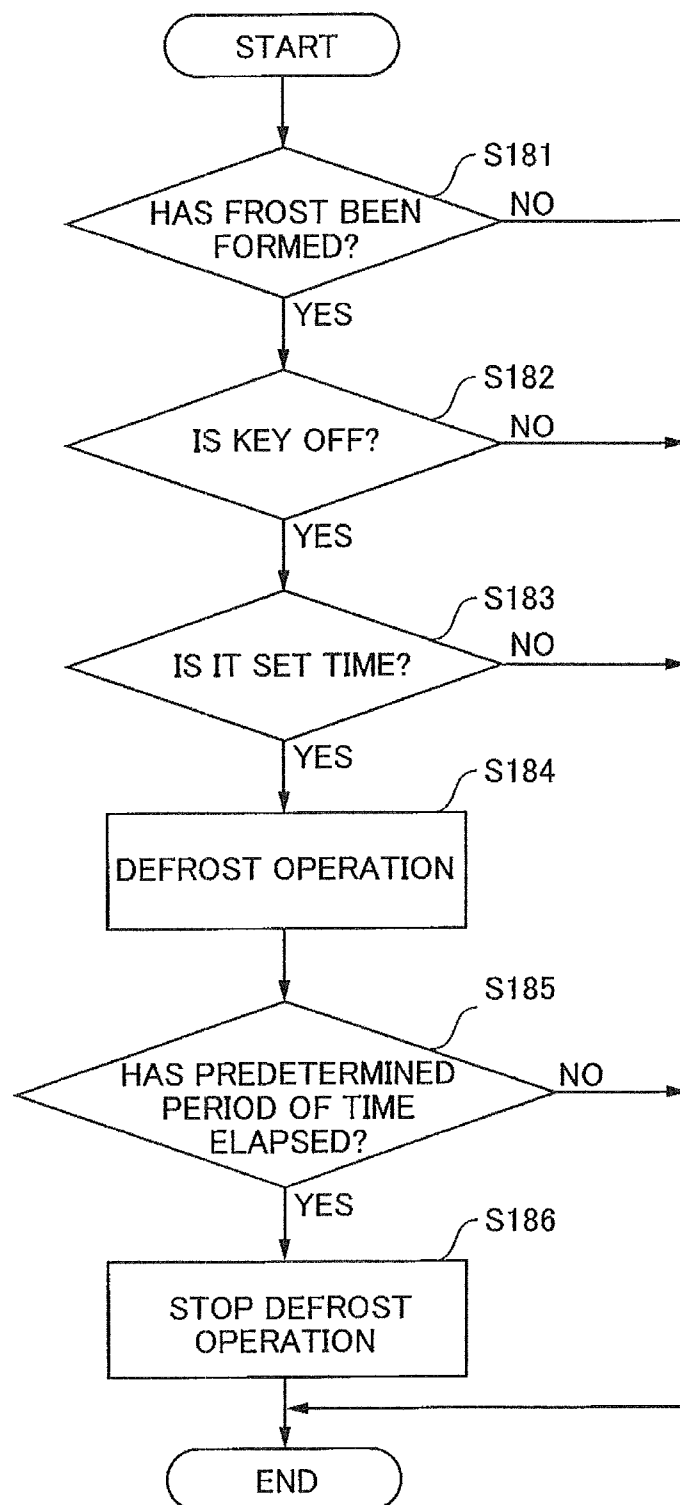 START
S181
HAS FROST BEEN
FORMED?
NO
YES
S182
IS KEY OFF?
NO
YES
S183
IS IT SET TIME?
NO
YES
S184
DEFROST OPERATION
S185
HAS PREDETERMINED
PERIOD OF TIME
ELAPSED?
NO
YES
S186
STOP DEFROST
OPERATION
END